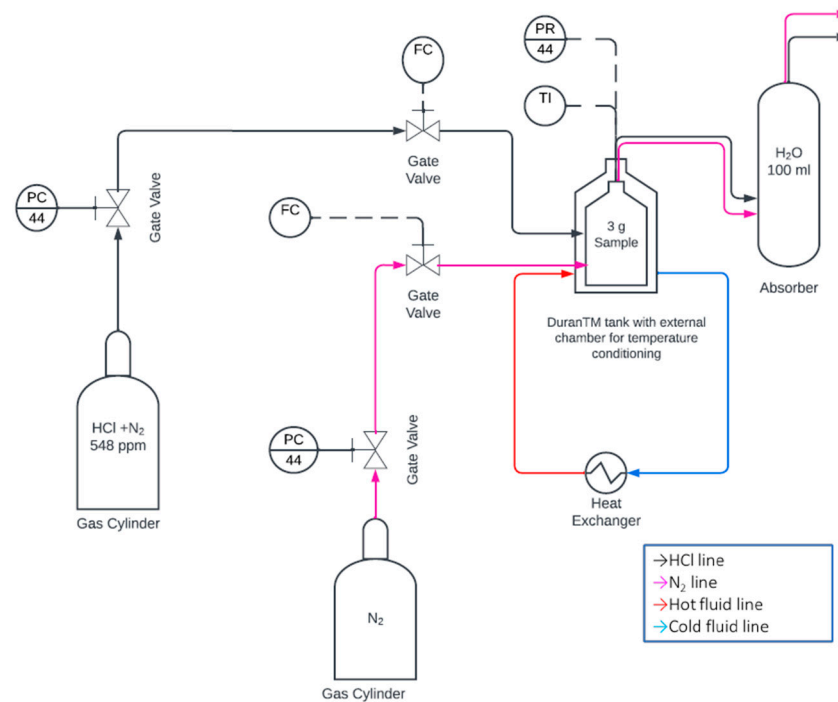 FC
PR
44
TI
H₂O
100 ml
Gate
Valve
PC
44
Gate Valve
FC
3 g
Sample
Absorber
Gate
Valve
DuranTM tank with external
chamber for temperature
conditioning
HCl +N₂
548 ppm
Gas Cylinder
PC
44
Gate Valve
Heat
Exchanger
N₂
Gas Cylinder
HCl line
N₂ line
Hot fluid line
Cold fluid line